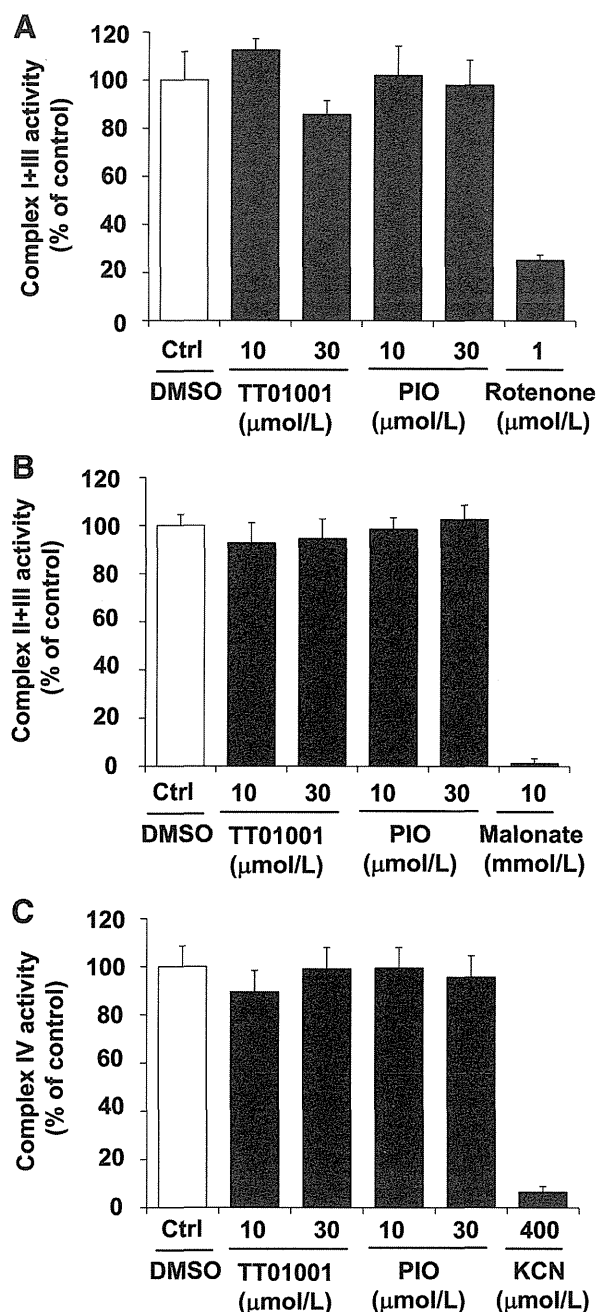 A
Complex I+III activity
(% of control)
120
100
80
60
40
20
0
Ctrl 10 30 10 30 1
DMSO TT01001 PIO Rotenone
(μmol/L) (μmol/L) (μmol/L)
B
Complex II+III activity
(% of control)
120
100
80
60
40
20
0
Ctrl 10 30 10 30 10
DMSO TT01001 PIO Malonate
(μmol/L) (μmol/L) (mmol/L)
C
Complex IV activity
(% of control)
120
100
80
60
40
20
0
Ctrl 10 30 10 30 400
DMSO TT01001 PIO KCN
(μmol/L) (μmol/L) (μmol/L)